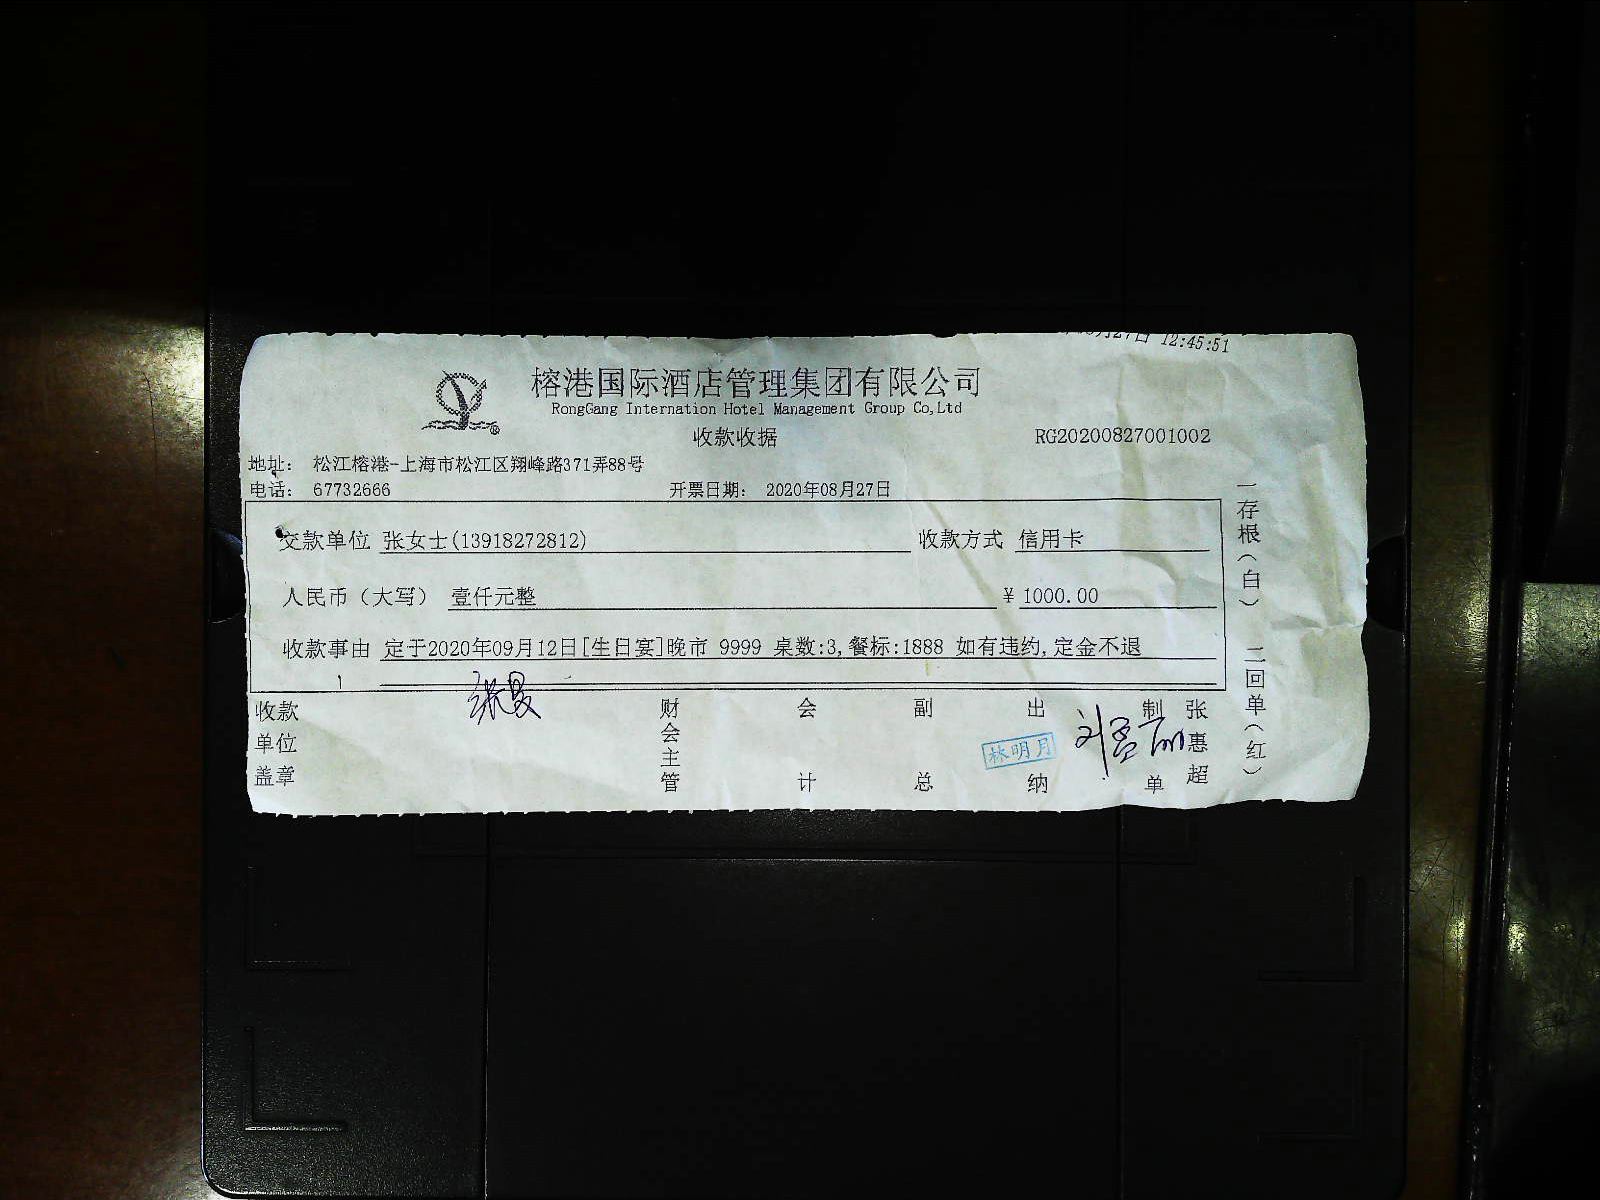 月27日 12:45:51
榕港国际酒店管理集团有限公司
RongGang Internation Hotel Management Group Co,Ltd
收款收据 RG20200827001002
地址: 松江榕港-上海市松江区翔峰路371弄88号
电话: 67732666 开票日期: 2020年08月27日
交款单位 张女士(13918272812) 收款方式 信用卡
人民币(大写) 壹仟元整 ¥ 1000.00
收款事由 定于2020年09月12日[生日宴]晚市 9999 桌数:3,餐标:1888 如有违约,定金不退
收款单位盖章 财会主管 会计 副总 出纳 林明月 制单 张惠超
一存根(白) 二回单(红)